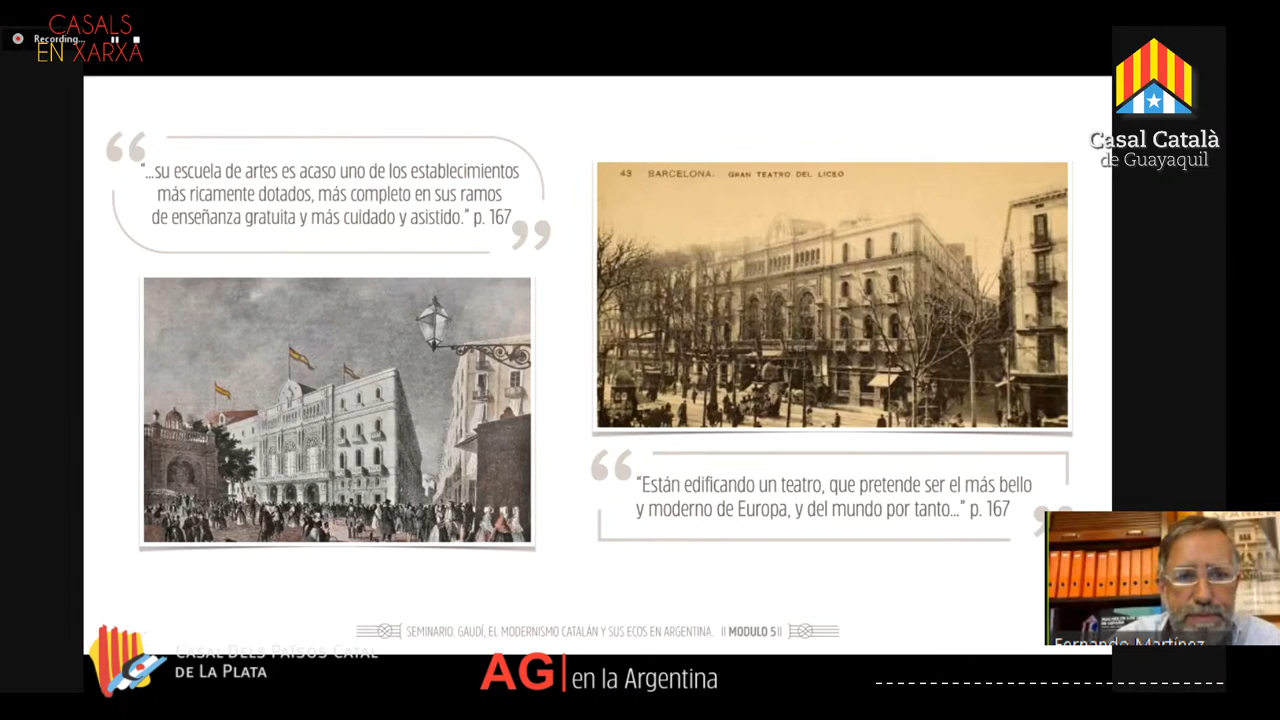 CASALS
EN XARXA
Recording...
Casal Català
de Guayaquil
“...su escuela de artes es acaso uno de los establecimientos
más ricamente dotados, más completo en sus ramos
de enseñanza gratuita y más cuidado y asistido.” p. 167
43 BARCELONA. GRAN TEATRO DEL LICEO
“Están edificando un teatro, que pretende ser el más bello
y moderno de Europa, y del mundo por tanto...” p. 167
Fernando Martínez
SEMINARIO. GAUDÍ, EL MODERNISMO CATALÁN Y SUS ECOS EN ARGENTINA. || MODULO 5 ||
CASAL DELS PAÏSOS CATAL
DE LA PLATA
AG| en la Argentina